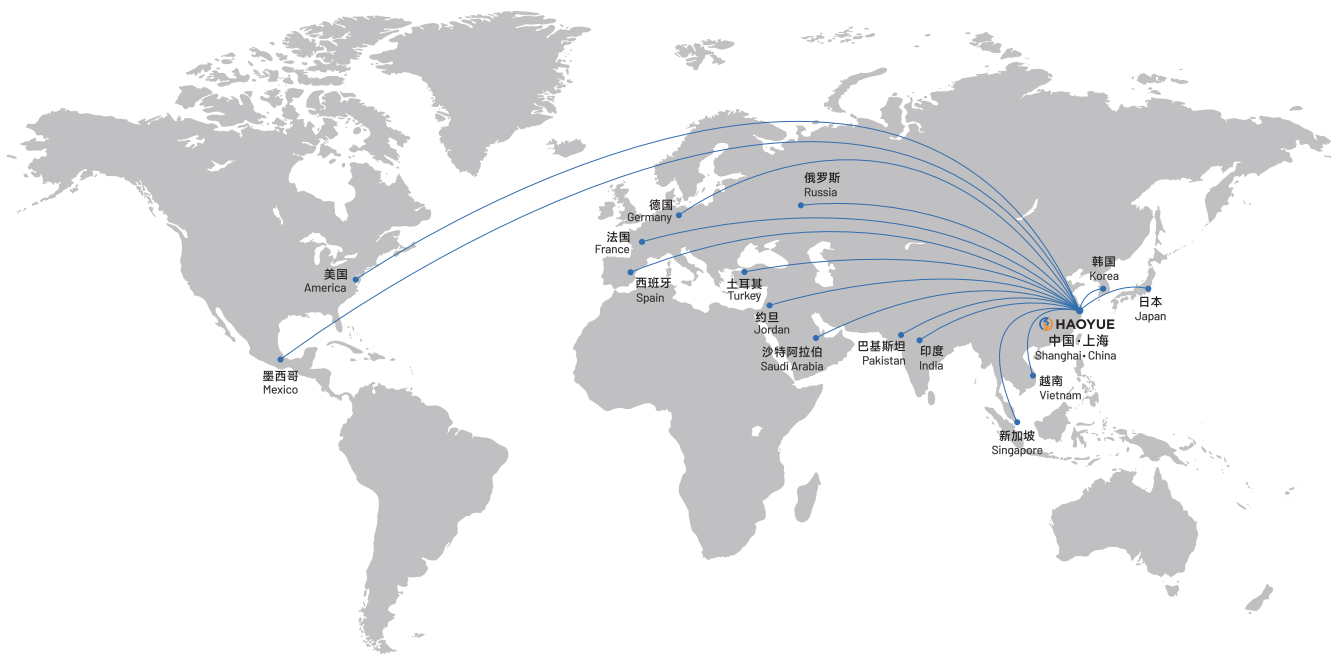 俄罗斯
Russia
德国
Germany
法国
France
韩国
Korea
美国
America
西班牙
Spain
土耳其
Turkey
日本
Japan
约旦
Jordan
HAOYUE
中国·上海
Shanghai·China
沙特阿拉伯
Saudi Arabia
巴基斯坦
Pakistan
印度
India
墨西哥
Mexico
越南
Vietnam
新加坡
Singapore